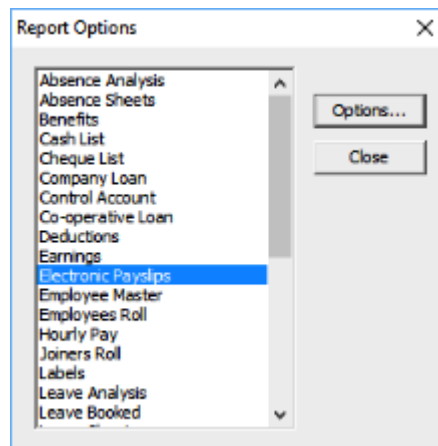 Report Options
Absence Analysis
Absence Sheets
Benefits
Cash List
Cheque List
Company Loan
Control Account
Co-operative Loan
Deductions
Earnings
Electronic Payslips
Employee Master
Employees Roll
Hourly Pay
Joiners Roll
Labels
Leave Analysis
Leave Booked
Options...
Close